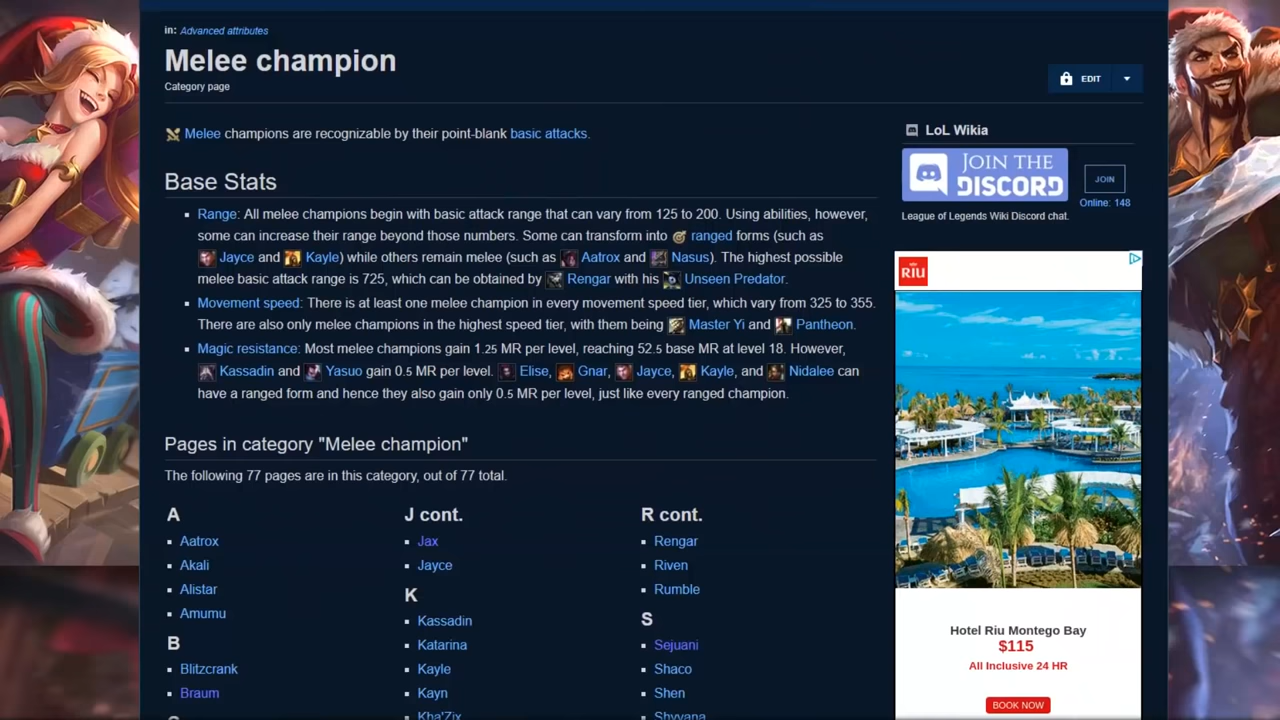 in: Advanced attributes
Melee champion
Category page
EDIT
Melee champions are recognizable by their point-blank basic attacks.
Base Stats
Range: All melee champions begin with basic attack range that can vary from 125 to 200. Using abilities, however,
some can increase their range beyond those numbers. Some can transform into ranged forms (such as
Jayce and Kayle) while others remain melee (such as Aatrox and Nasus). The highest possible
melee basic attack range is 725, which can be obtained by Rengar with his Unseen Predator.
Movement speed: There is at least one melee champion in every movement speed tier, which vary from 325 to 355.
There are also only melee champions in the highest speed tier, with them being Master Yi and Pantheon.
Magic resistance: Most melee champions gain 1.25 MR per level, reaching 52.5 base MR at level 18. However,
Kassadin and Yasuo gain 0.5 MR per level. Elise, Gnar, Jayce, Kayle, and Nidalee can
have a ranged form and hence they also gain only 0.5 MR per level, just like every ranged champion.
Pages in category "Melee champion"
The following 77 pages are in this category, out of 77 total.
A
Aatrox
Akali
Alistar
Amumu
B
Blitzcrank
Braum
J cont.
Jax
Jayce
K
Kassadin
Katarina
Kayle
Kayn
Kha'Zix
R cont.
Rengar
Riven
Rumble
S
Sejuani
Shaco
Shen
Shyvana
LoL Wikia
JOIN THE
DISCORD
JOIN
Online: 148
League of Legends Wiki Discord chat.
RIU
Hotel Riu Montego Bay
$115
All Inclusive 24 HR
BOOK NOW